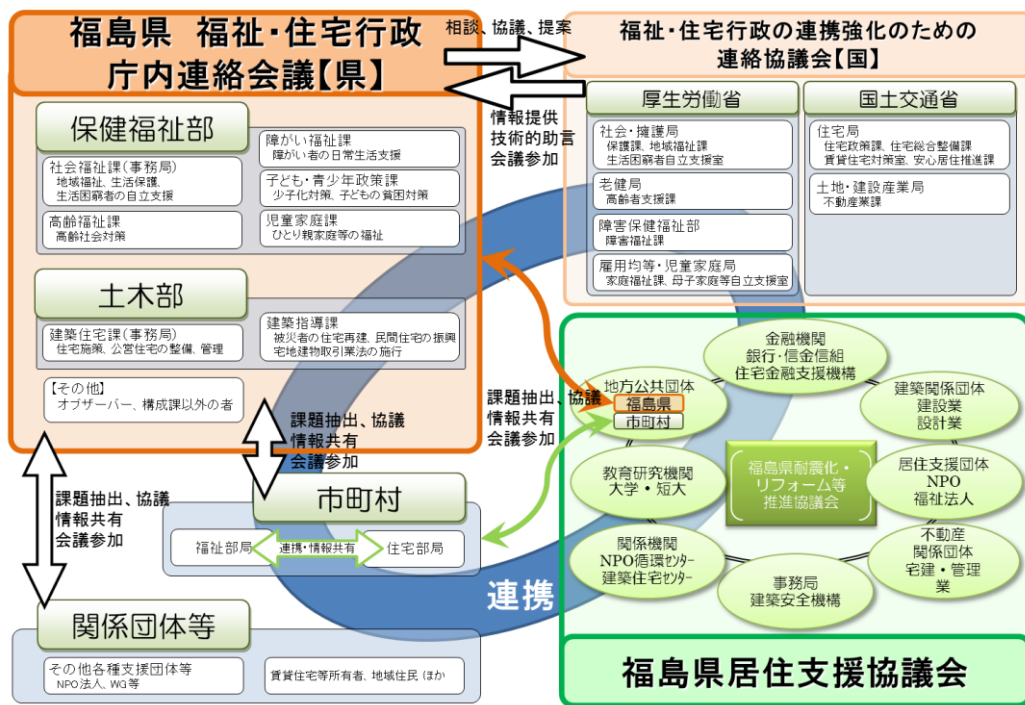 福島県 福祉・住宅行政
庁内連絡会議【県】
保健福祉部
社会福祉課（事務局）
地域福祉、生活保護、
生活困窮者の自立支援
高齢福祉課
高齢社会対策
障がい福祉課
障がい者の日常生活支援
子ども・青少年政策課
少子化対策、子どもの貧困対策
児童家庭課
ひとり親家庭等の福祉
土木部
建築住宅課（事務局）
住宅施策、公営住宅の整備、管理
建築指導課
被災者の住宅再建、民間住宅の振興
宅地建物取引業法の施行
【その他】
オブザーバー、構成課以外の者
相談、協議、提案
情報提供
技術的助言
会議参加
福祉・住宅行政の連携強化のための
連絡協議会【国】
厚生労働省
社会・擁護局
保護課、地域福祉課
生活困窮者自立支援室
老健局
高齢者支援課
障害保健福祉部
障害福祉課
雇用均等・児童家庭局
家庭福祉課、母子家庭等自立支援室
国土交通省
住宅局
住宅政策課、住宅総合整備課
賃貸住宅対策室、安心居住推進課
土地・建設産業局
不動産業課
課題抽出、協議
情報共有
会議参加
課題抽出、協議
情報共有
会議参加
課題抽出、協議
情報共有
会議参加
市町村
福祉部局
連携・情報共有
住宅部局
連携
関係団体等
その他各種支援団体等
NPO法人、WG等
賃貸住宅等所有者、地域住民 ほか
金融機関
銀行・信金信組
住宅金融支援機構
地方公共団体
福島県
市町村
建築関係団体
建設業
設計業
教育研究機関
大学・短大
福島県耐震化・
リフォーム等
推進協議会
居住支援団体
NPO
福祉法人
関係機関
NPO循環センター
建築住宅センター
事務局
建築安全機構
不動産
関係団体
宅建・管理
業
福島県居住支援協議会